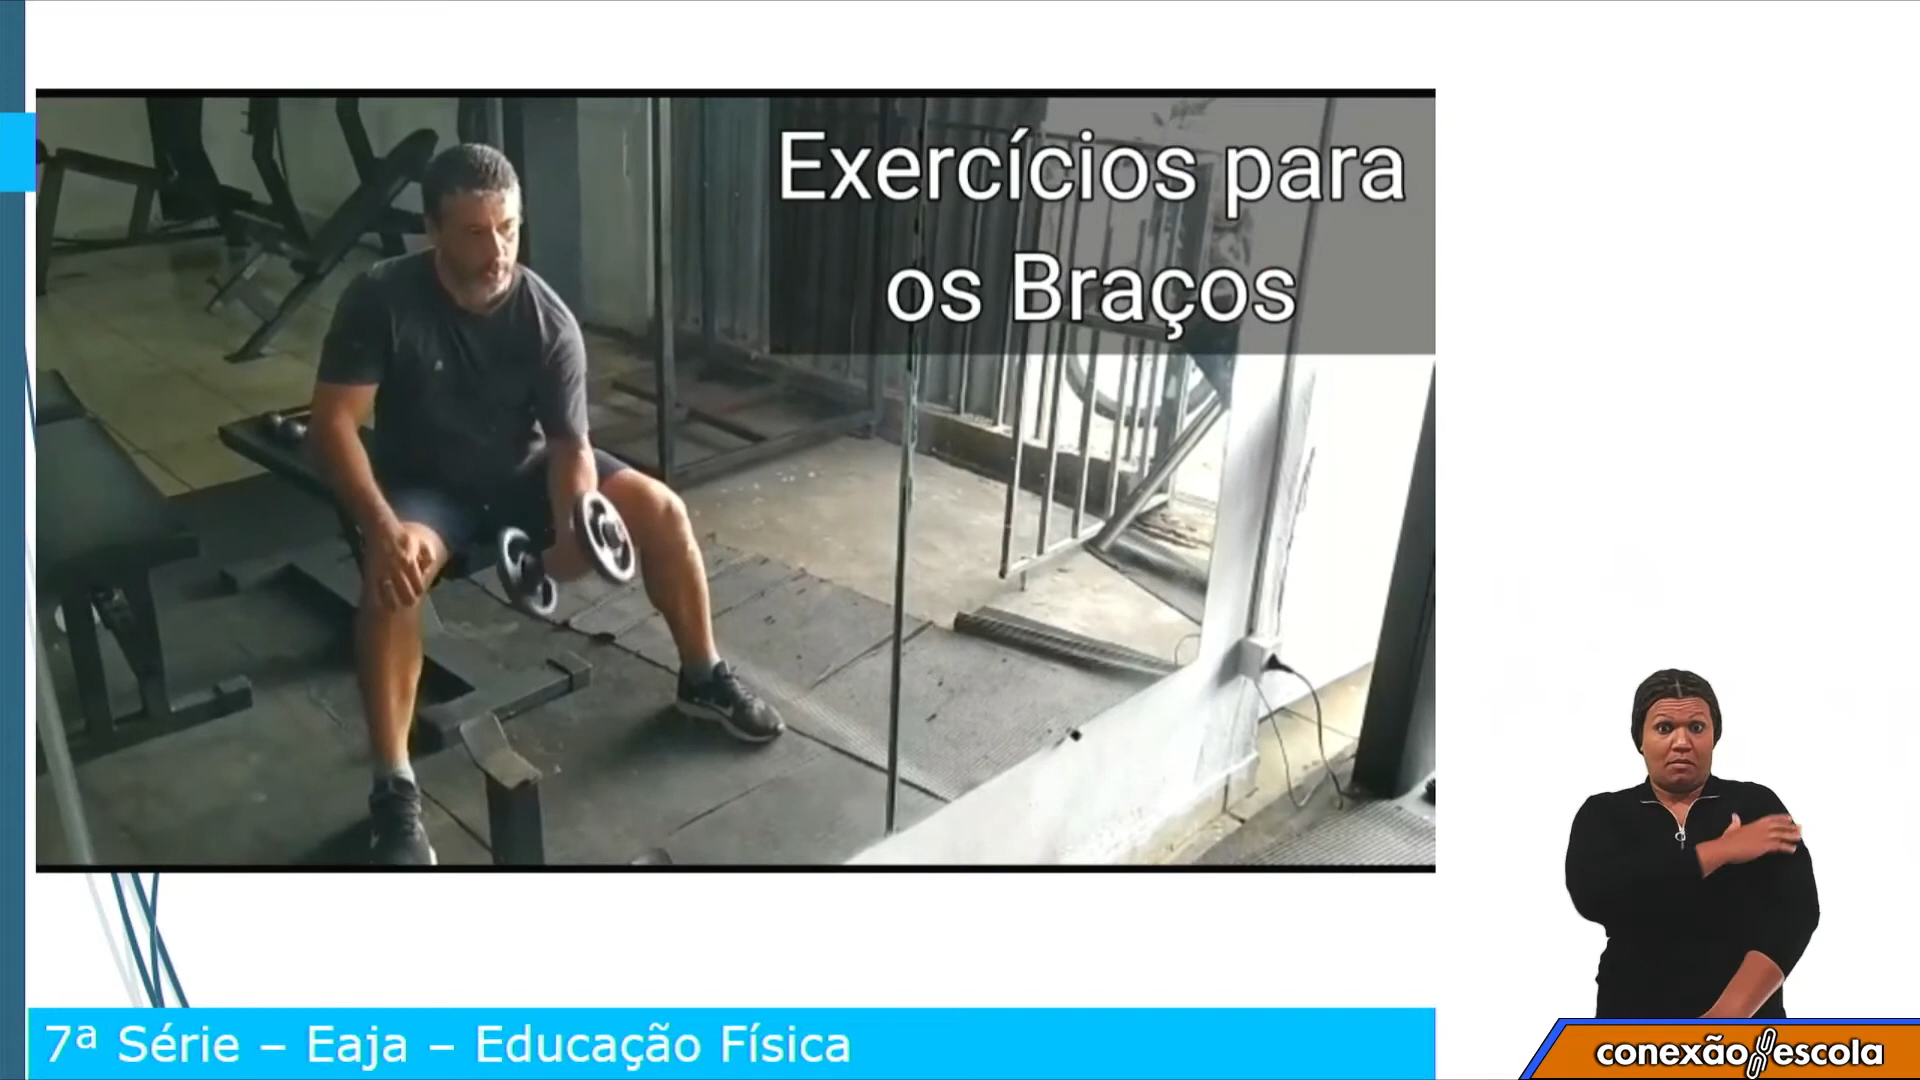 Exercícios para
os Braços
7ª Série – Eaja – Educação Física
conexão escola